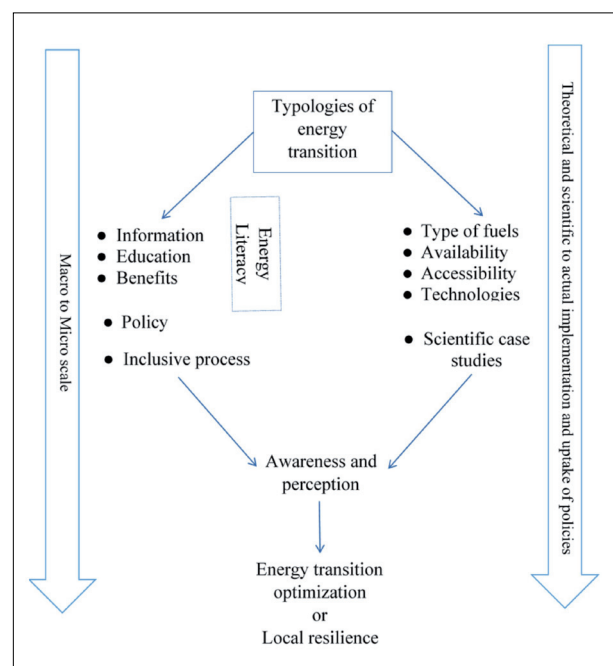 Typologies of
energy
transition
Macro to Micro scale
● Information
● Education
● Benefits
● Policy
● Inclusive process
Energy
Literacy
● Type of fuels
● Availability
● Accessibility
● Technologies
● Scientific case
studies
Theoretical and scientific to actual implementation and uptake of policies
Awareness and
perception
Energy transition
optimization
or
Local resilience